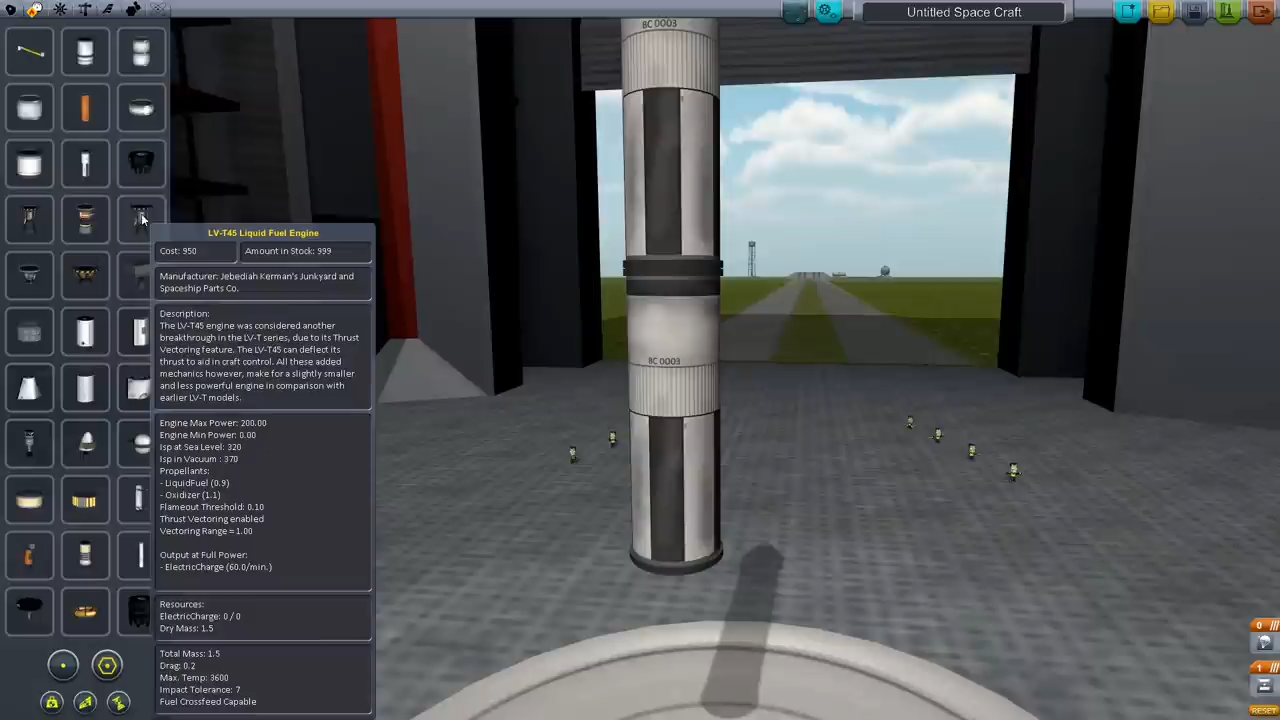 Untitled Space Craft
8C 0003
LV-T45 Liquid Fuel Engine
Cost: 950
Amount in Stock: 999
Manufacturer: Jebediah Kerman's Junkyard and
Spaceship Parts Co.
Description:
The LV-T45 engine was considered another
breakthrough in the LV-T series, due to its Thrust
Vectoring feature. The LV-T45 can deflect its
thrust to aid in craft control. All these added
mechanics however, make for a slightly smaller
and less powerful engine in comparison with
earlier LV-T models.
8C 0003
Engine Max Power: 200.00
Engine Min Power: 0.00
Isp at Sea Level: 320
Isp in Vacuum : 370
Propellants:
- LiquidFuel (0.9)
- Oxidizer (1.1)
Flameout Threshold: 0.10
Thrust Vectoring enabled
Vectoring Range = 1.00
Output at Full Power:
- ElectricCharge (60.0/min.)
Resources:
ElectricCharge: 0 / 0
Dry Mass: 1.5
Total Mass: 1.5
Drag: 0.2
Max. Temp: 3600
Impact Tolerance: 7
Fuel Crossfeed Capable
0
1
RESET